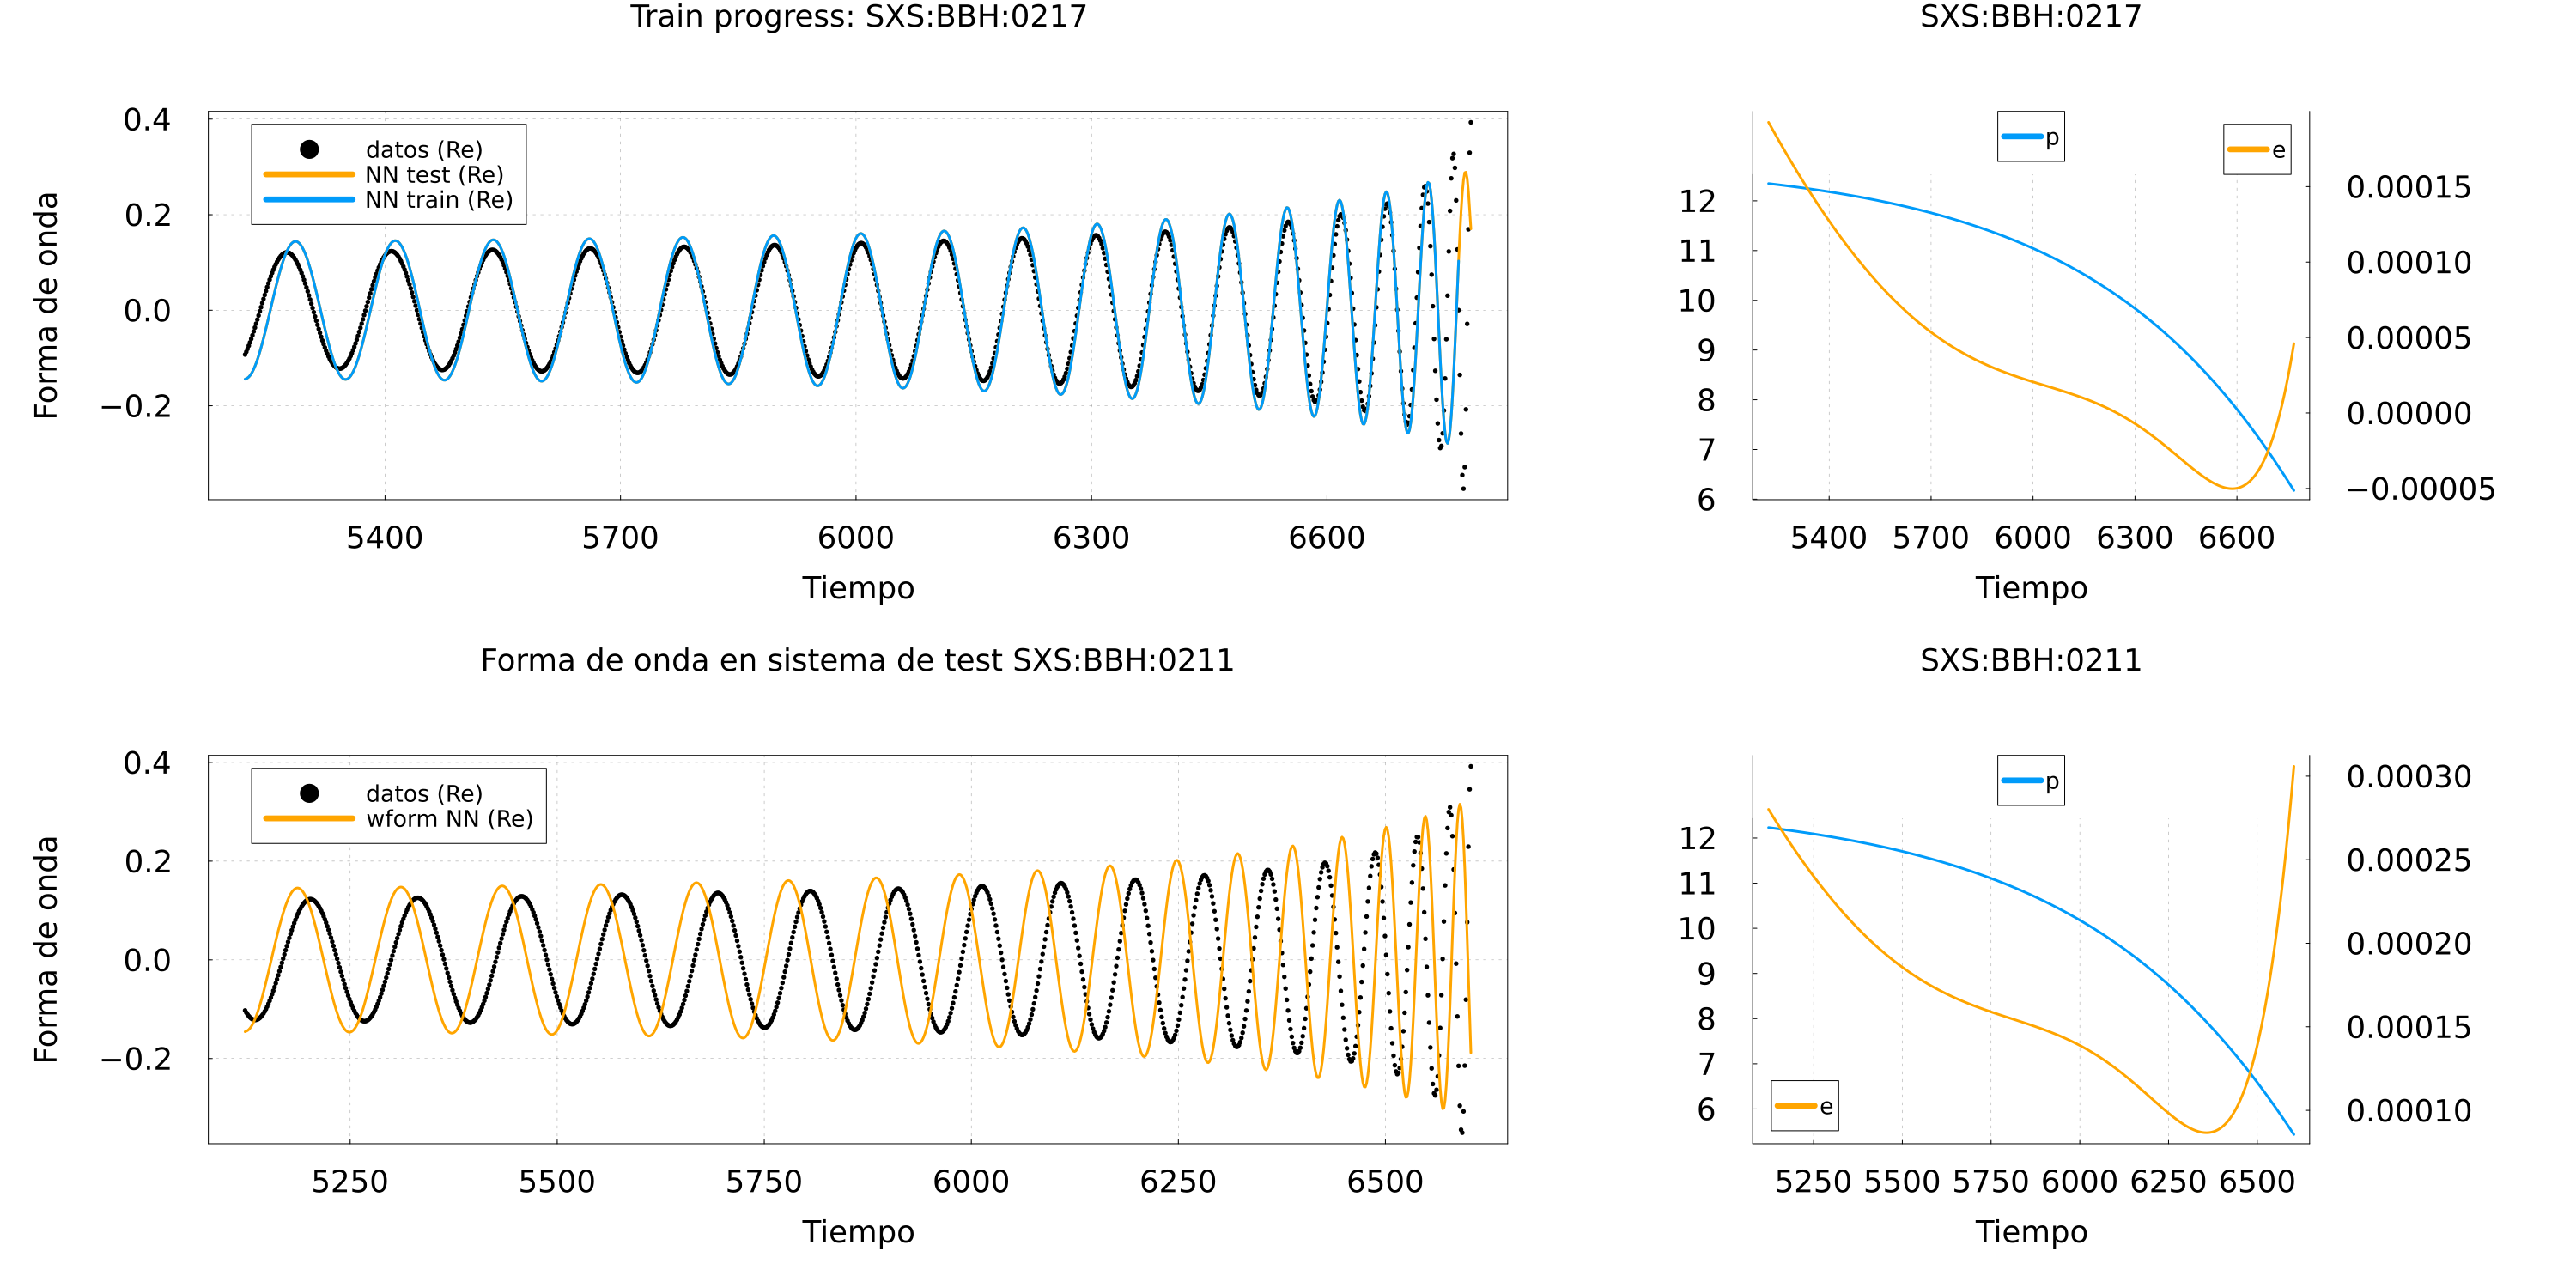 Train progress: SXS:BBH:0217
0.4
0.2
0.0
−0.2
Forma de onda
datos (Re)
NN test (Re)
NN train (Re)
5400 5700 6000 6300 6600
Tiempo
SXS:BBH:0217
12
11
10
9
8
7
6
p
e
0.00015
0.00010
0.00005
0.00000
−0.00005
5400 5700 6000 6300 6600
Tiempo
Forma de onda en sistema de test SXS:BBH:0211
0.4
0.2
0.0
−0.2
Forma de onda
datos (Re)
wform NN (Re)
5250 5500 5750 6000 6250 6500
Tiempo
SXS:BBH:0211
12
11
10
9
8
7
6
p
e
0.00030
0.00025
0.00020
0.00015
0.00010
5250 5500 5750 6000 6250 6500
Tiempo